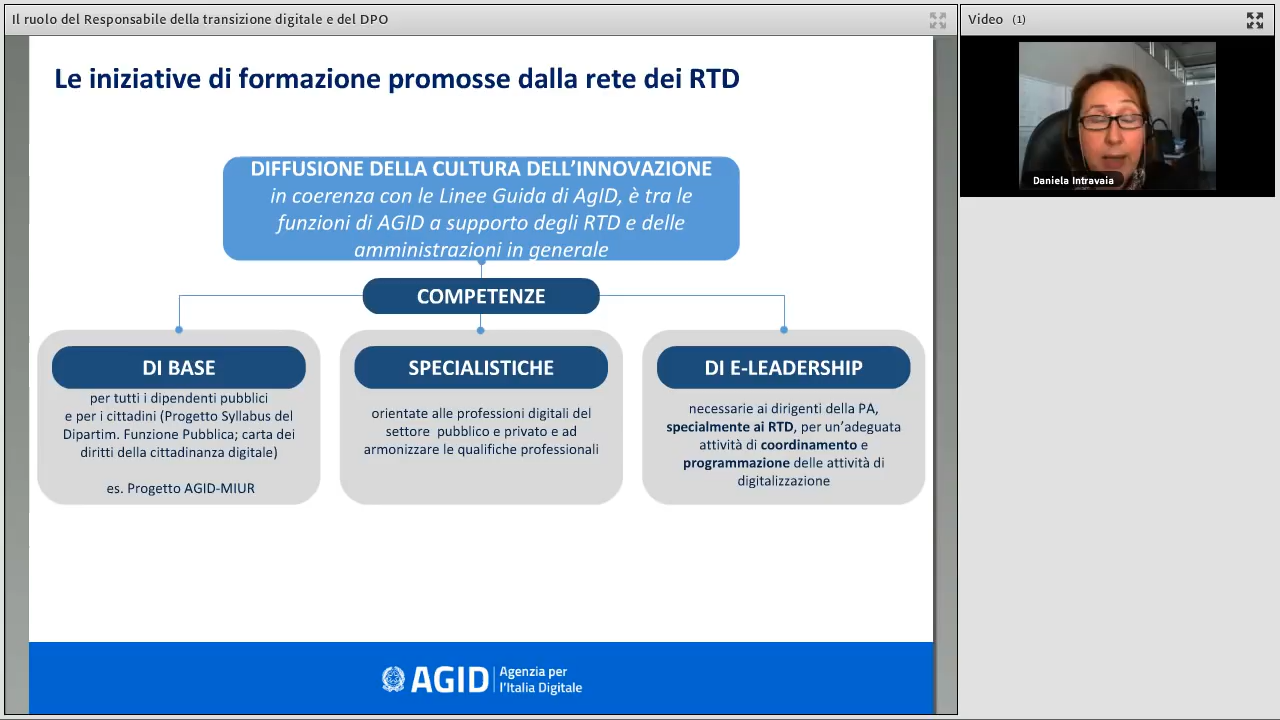 Il ruolo del Responsabile della transizione digitale e del DPO
Video (1)
Daniela Intravaia
Le iniziative di formazione promosse dalla rete dei RTD
DIFFUSIONE DELLA CULTURA DELL’INNOVAZIONE
in coerenza con le Linee Guida di AgID, è tra le
funzioni di AGID a supporto degli RTD e delle
amministrazioni in generale
COMPETENZE
DI BASE
per tutti i dipendenti pubblici
e per i cittadini (Progetto Syllabus del
Dipartim. Funzione Pubblica; carta dei
diritti della cittadinanza digitale)
es. Progetto AGID-MIUR
SPECIALISTICHE
orientate alle professioni digitali del
settore pubblico e privato e ad
armonizzare le qualifiche professionali
DI E-LEADERSHIP
necessarie ai dirigenti della PA,
specialmente ai RTD, per un’adeguata
attività di coordinamento e
programmazione delle attività di
digitalizzazione
AGID
Agenzia per
l’Italia Digitale